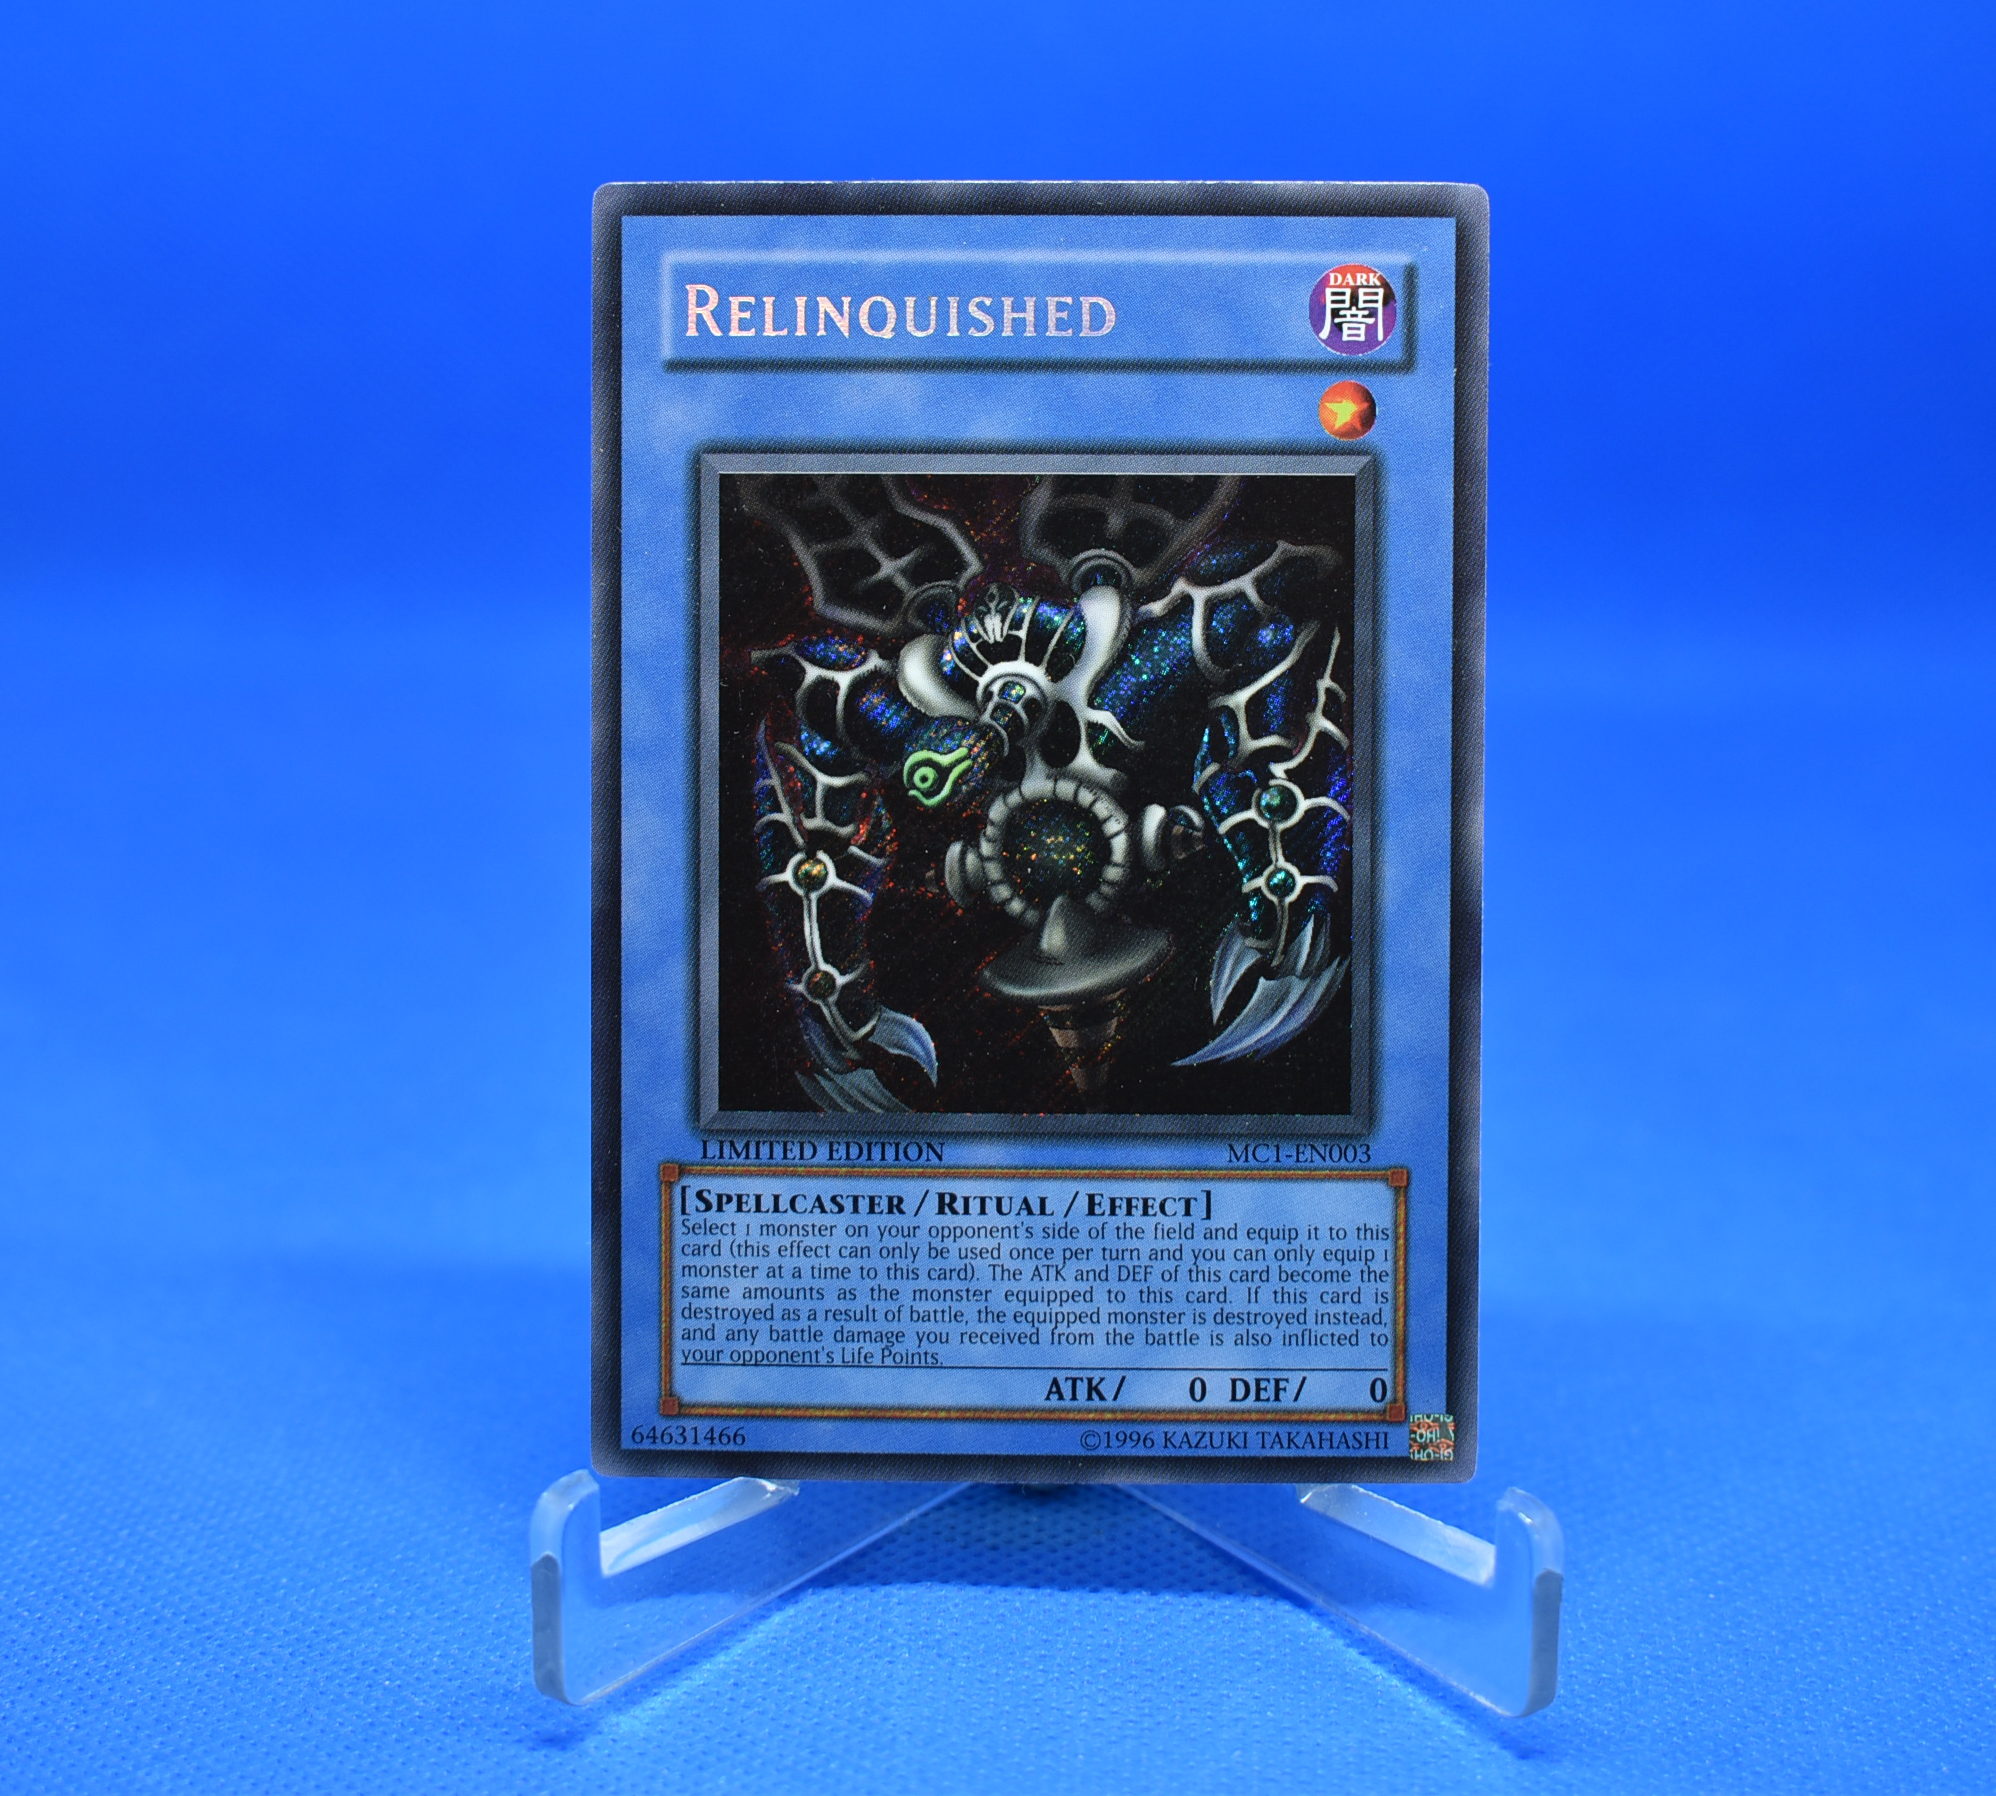 RELINQUISHED
DARK
闇
LIMITED EDITION
MC1-EN003
[SPELLCASTER / RITUAL / EFFECT]
Select 1 monster on your opponent's side of the field and equip it to this
card (this effect can only be used once per turn and you can only equip 1
monster at a time to this card). The ATK and DEF of this card become the
same amounts as the monster equipped to this card. If this card is
destroyed as a result of battle, the equipped monster is destroyed instead,
and any battle damage you received from the battle is also inflicted to
your opponent's Life Points.
ATK/ 0 DEF/ 0
64631466
©1996 KAZUKI TAKAHASHI